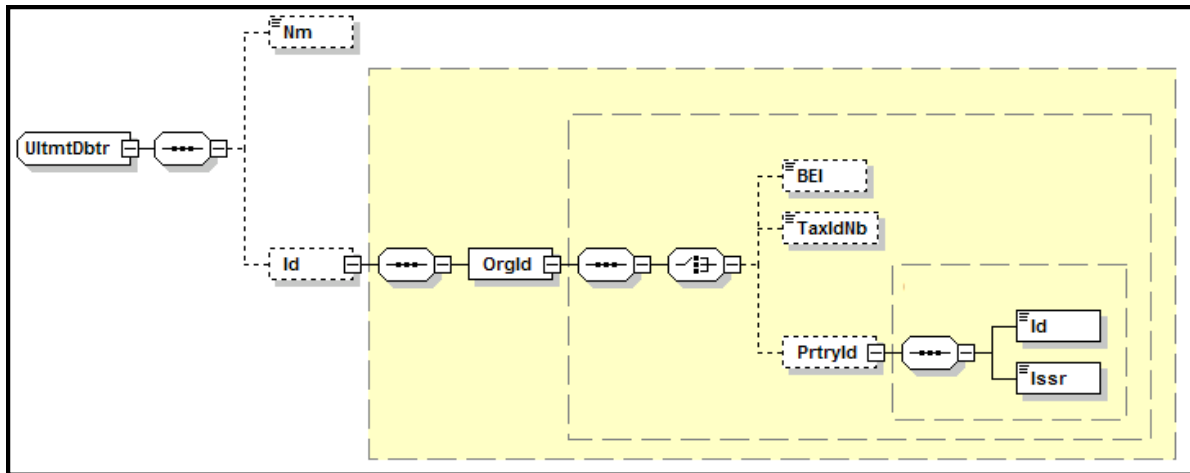 Nm
UltmtDbtr
BEI
TaxIdNb
Id
OrgId
Id
PrtryId
Issr